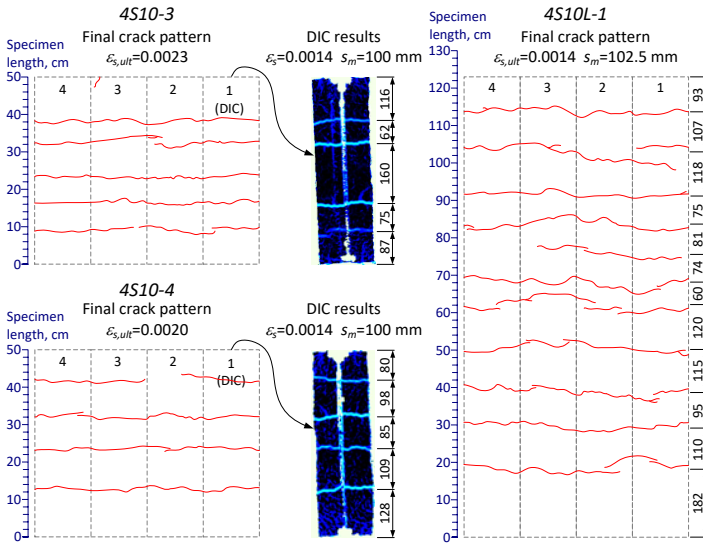 4S10-3
Final crack pattern
εs,ult=0.0023
Specimen
length, cm
50
40
30
20
10
0
4
3
2
1
(DIC)
DIC results
εs=0.0014 sm=100 mm
116
62
160
75
87
4S10-4
Final crack pattern
εs,ult=0.0020
Specimen
length, cm
50
40
30
20
10
0
4
3
2
1
(DIC)
DIC results
εs=0.0014 sm=100 mm
80
98
85
109
128
4S10L-1
Final crack pattern
εs,ult=0.0014 sm=102.5 mm
Specimen
length, cm
130
120
110
100
90
80
70
60
50
40
30
20
10
0
4
3
2
1
93
107
118
75
81
74
60
120
115
95
110
182